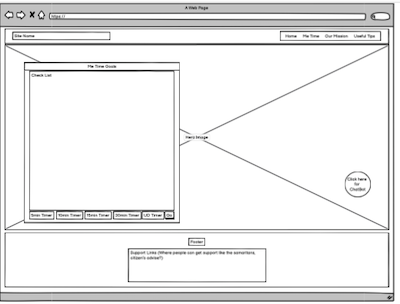 A Web Page
https://
Site Name
Home Me Time Our Mission Useful Tips
Me Time Goals
Check List
Hero Image
Click here
for
ChatBot
5min Timer 10min Timer 15min Timer 30min Timer UD Timer Go
Footer
Support Links (Where people can get support like the samaritans,
citizen's advise?)